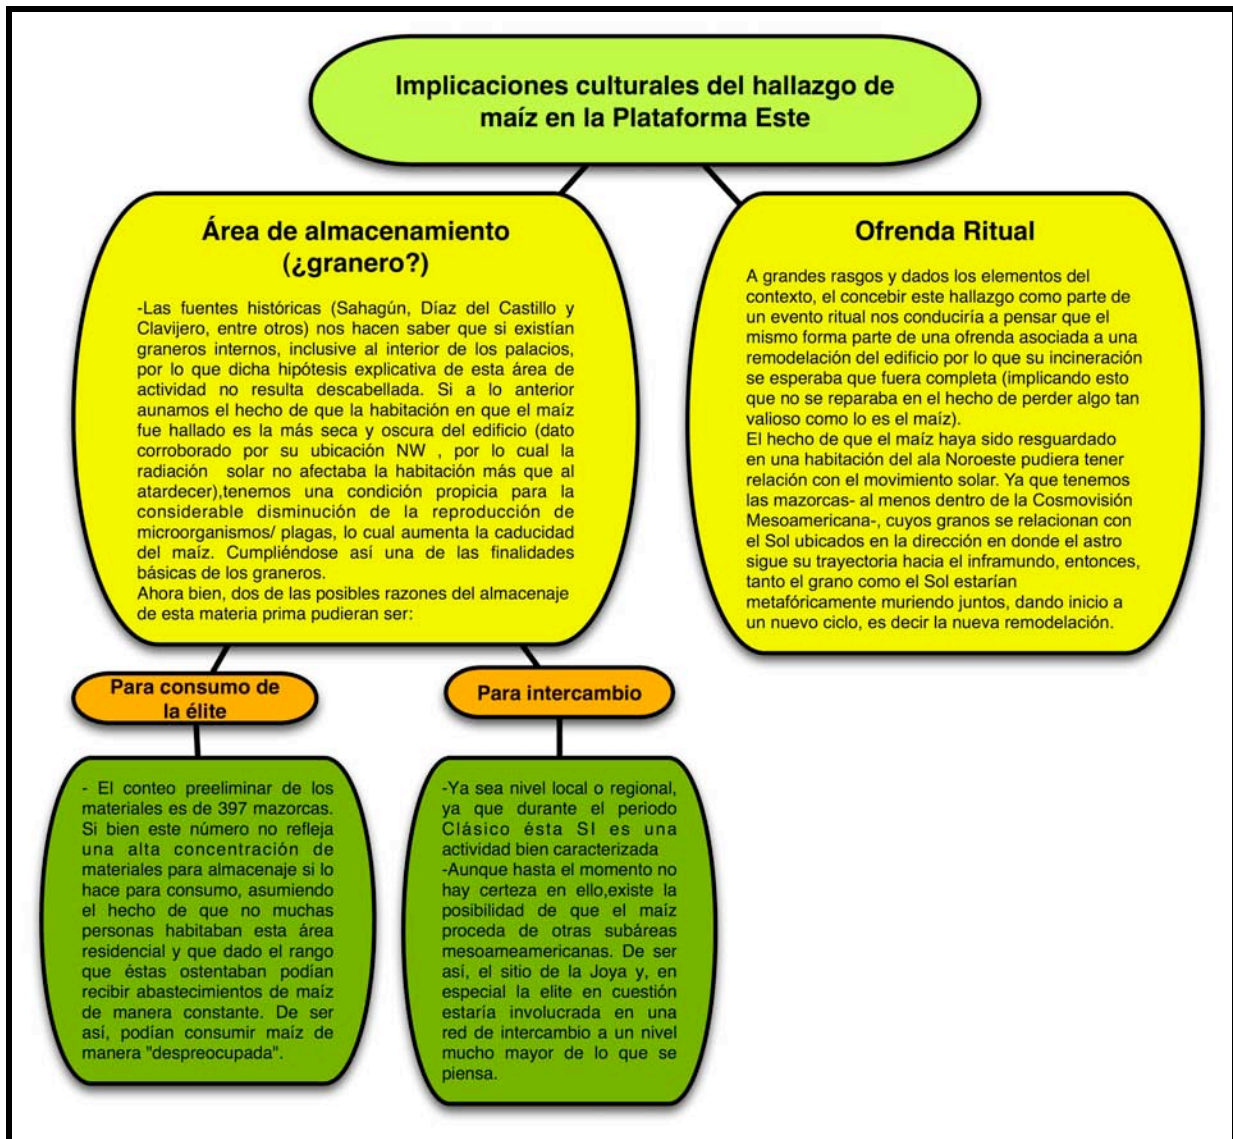 Implicaciones culturales del hallazgo de
maíz en la Plataforma Este
Área de almacenamiento
(¿granero?)
-Las fuentes históricas (Sahagún, Díaz del Castillo y
Clavijero, entre otros) nos hacen saber que si existían
graneros internos, inclusive al interior de los palacios,
por lo que dicha hipótesis explicativa de esta área de
actividad no resulta descabellada. Si a lo anterior
aunamos el hecho de que la habitación en que el maíz
fue hallado es la más seca y oscura del edificio (dato
corroborado por su ubicación NW , por lo cual la
radiación solar no afectaba la habitación más que al
atardecer),tenemos una condición propicia para la
considerable disminución de la reproducción de
microorganismos/ plagas, lo cual aumenta la caducidad
del maíz. Cumpliéndose así una de las finalidades
básicas de los graneros.
Ahora bien, dos de las posibles razones del almacenaje
de esta materia prima pudieran ser:
Ofrenda Ritual
A grandes rasgos y dados los elementos del
contexto, el concebir este hallazgo como parte de
un evento ritual nos conduciría a pensar que el
mismo forma parte de una ofrenda asociada a una
remodelación del edificio por lo que su incineración
se esperaba que fuera completa (implicando esto
que no se reparaba en el hecho de perder algo tan
valioso como lo es el maíz).
El hecho de que el maíz haya sido resguardado
en una habitación del ala Noroeste pudiera tener
relación con el movimiento solar. Ya que tenemos
las mazorcas- al menos dentro de la Cosmovisión
Mesoamericana-, cuyos granos se relacionan con
el Sol ubicados en la dirección en donde el astro
sigue su trayectoria hacia el inframundo, entonces,
tanto el grano como el Sol estarían
metafóricamente muriendo juntos, dando inicio a
un nuevo ciclo, es decir la nueva remodelación.
Para consumo de
la élite
- El conteo preeliminar de los
materiales es de 397 mazorcas.
Si bien este número no refleja
una alta concentración de
materiales para almacenaje si lo
hace para consumo, asumiendo
el hecho de que no muchas
personas habitaban esta área
residencial y que dado el rango
que éstas ostentaban podían
recibir abastecimientos de maíz
de manera constante. De ser
así, podían consumir maíz de
manera "despreocupada".
Para intercambio
-Ya sea nivel local o regional,
ya que durante el periodo
Clásico ésta SI es una
actividad bien caracterizada
-Aunque hasta el momento no
hay certeza en ello,existe la
posibilidad de que el maíz
proceda de otras subáreas
mesoameamericanas. De ser
así, el sitio de la Joya y, en
especial la elite en cuestión
estaría involucrada en una
red de intercambio a un nivel
mucho mayor de lo que se
piensa.